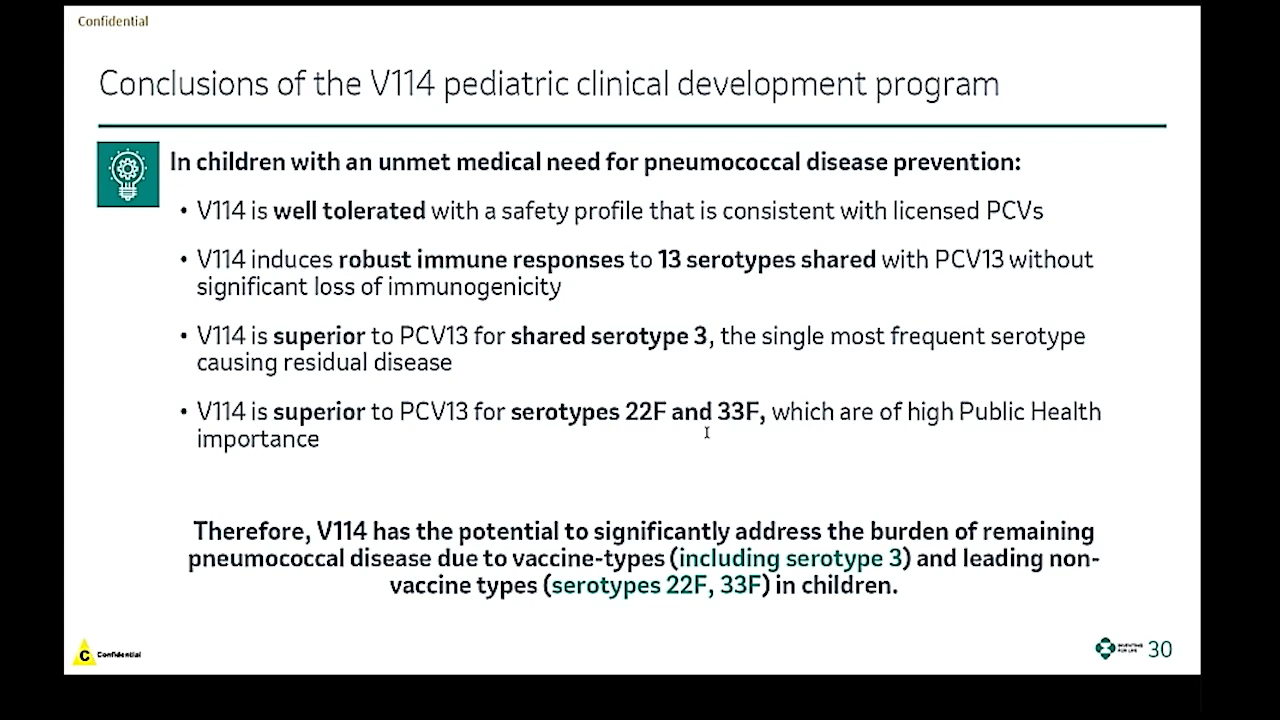 Confidential
Conclusions of the V114 pediatric clinical development program
In children with an unmet medical need for pneumococcal disease prevention:
• V114 is well tolerated with a safety profile that is consistent with licensed PCVs
• V114 induces robust immune responses to 13 serotypes shared with PCV13 without
significant loss of immunogenicity
• V114 is superior to PCV13 for shared serotype 3, the single most frequent serotype
causing residual disease
• V114 is superior to PCV13 for serotypes 22F and 33F, which are of high Public Health
importance
Therefore, V114 has the potential to significantly address the burden of remaining
pneumococcal disease due to vaccine-types (including serotype 3) and leading non-
vaccine types (serotypes 22F, 33F) in children.
C Confidential
INVENTING
FOR LIFE
30